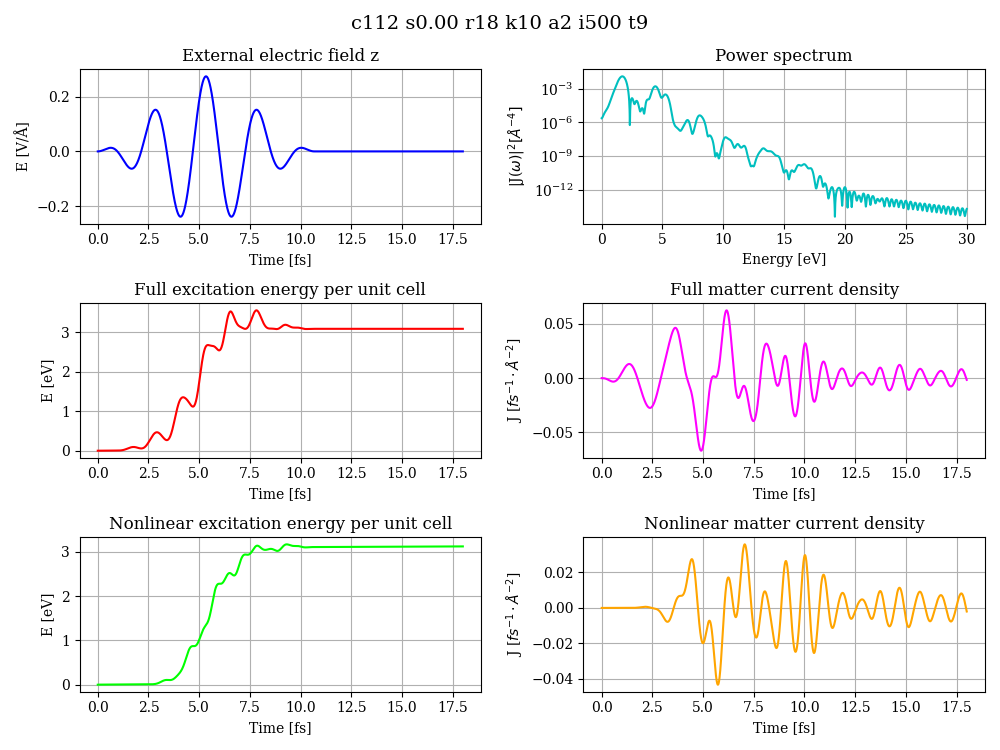 c112 s0.00 r18 k10 a2 i500 t9
External electric field z
E [V/Å]
0.2
0.0
−0.2
0.0 2.5 5.0 7.5 10.0 12.5 15.0 17.5
Time [fs]
Power spectrum
|J(ω)|²[Å⁻⁴]
10⁻³
10⁻⁶
10⁻⁹
10⁻¹²
0 5 10 15 20 25 30
Energy [eV]
Full excitation energy per unit cell
E [eV]
3
2
1
0
0.0 2.5 5.0 7.5 10.0 12.5 15.0 17.5
Time [fs]
Full matter current density
J [fs⁻¹ · Å⁻²]
0.05
0.00
−0.05
0.0 2.5 5.0 7.5 10.0 12.5 15.0 17.5
Time [fs]
Nonlinear excitation energy per unit cell
E [eV]
3
2
1
0
0.0 2.5 5.0 7.5 10.0 12.5 15.0 17.5
Time [fs]
Nonlinear matter current density
J [fs⁻¹ · Å⁻²]
0.02
0.00
−0.02
−0.04
0.0 2.5 5.0 7.5 10.0 12.5 15.0 17.5
Time [fs]